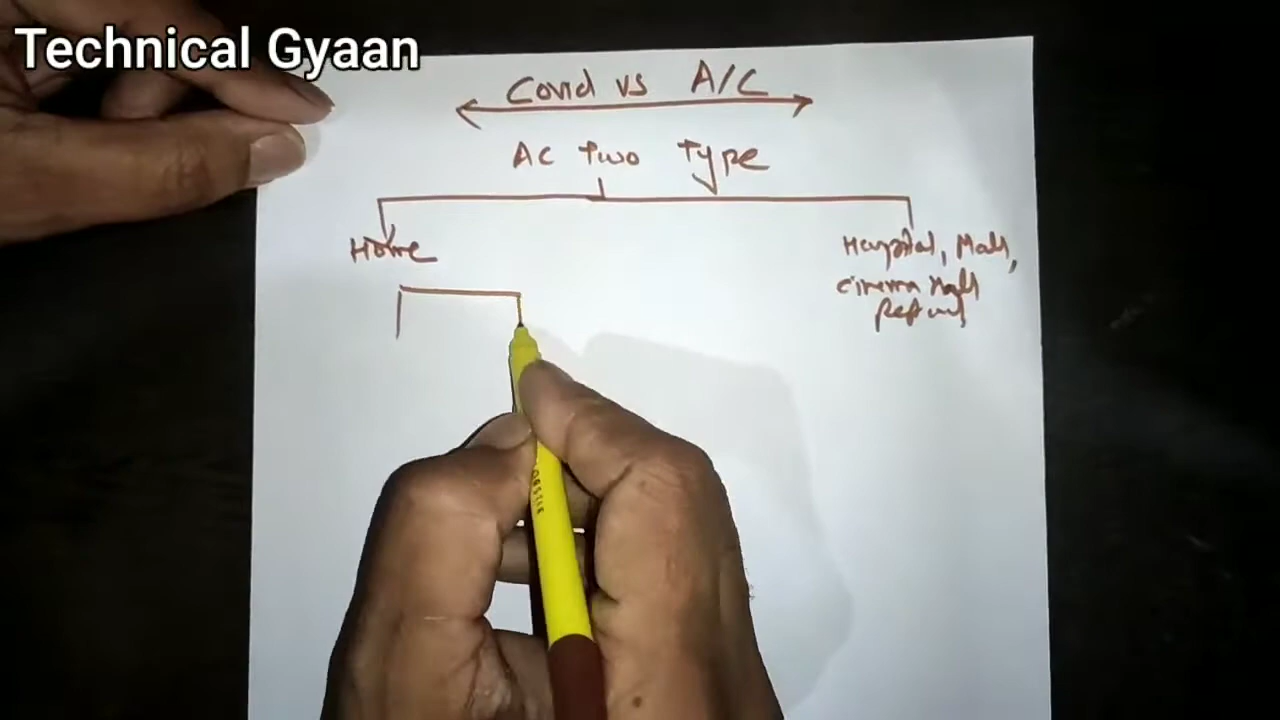 Technical Gyaan
Covid vs A/C
AC Two Type
Home
Hospital, Mall,
cinema Hall